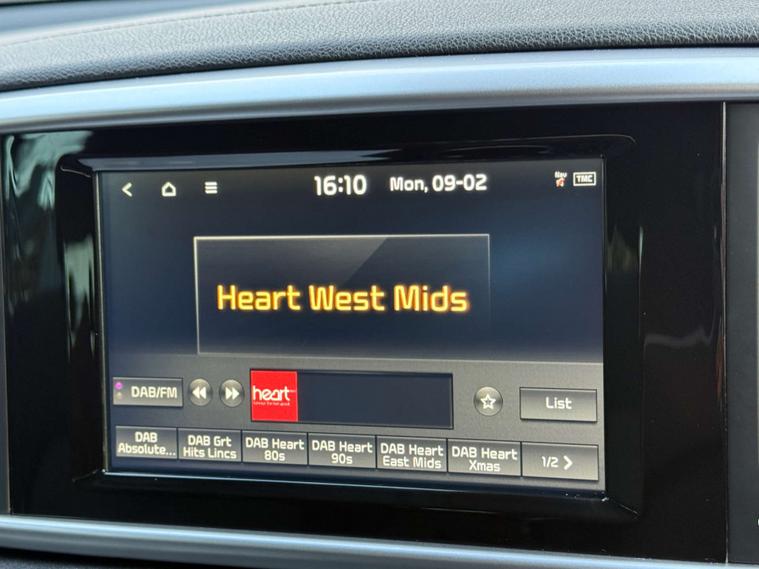 16:10 Mon, 09-02 Nav TMC
Heart West Mids
DAB/FM heart List
DAB Absolute...
DAB Grt Hits Lincs
DAB Heart 80s
DAB Heart 90s
DAB Heart East Mids
DAB Heart Xmas
1/2